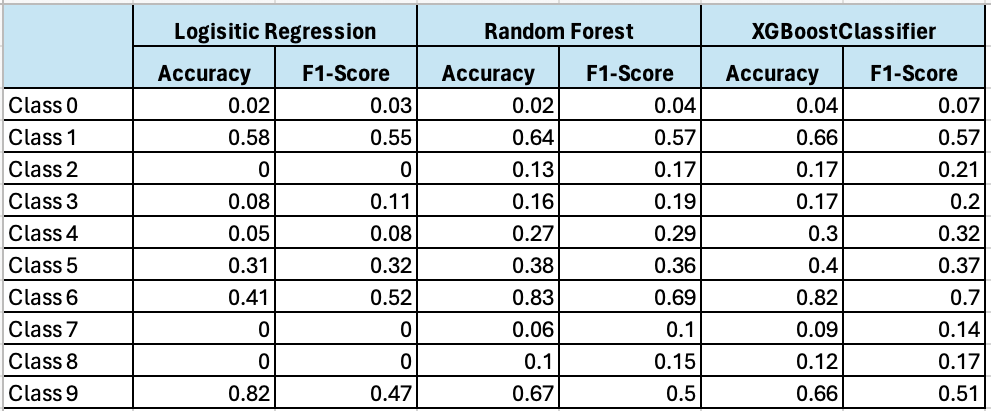 Logisitic Regression Random Forest XGBoostClassifier
Accuracy F1-Score Accuracy F1-Score Accuracy F1-Score
Class 0 0.02 0.03 0.02 0.04 0.04 0.07
Class 1 0.58 0.55 0.64 0.57 0.66 0.57
Class 2 0 0 0.13 0.17 0.17 0.21
Class 3 0.08 0.11 0.16 0.19 0.17 0.2
Class 4 0.05 0.08 0.27 0.29 0.3 0.32
Class 5 0.31 0.32 0.38 0.36 0.4 0.37
Class 6 0.41 0.52 0.83 0.69 0.82 0.7
Class 7 0 0 0.06 0.1 0.09 0.14
Class 8 0 0 0.1 0.15 0.12 0.17
Class 9 0.82 0.47 0.67 0.5 0.66 0.51